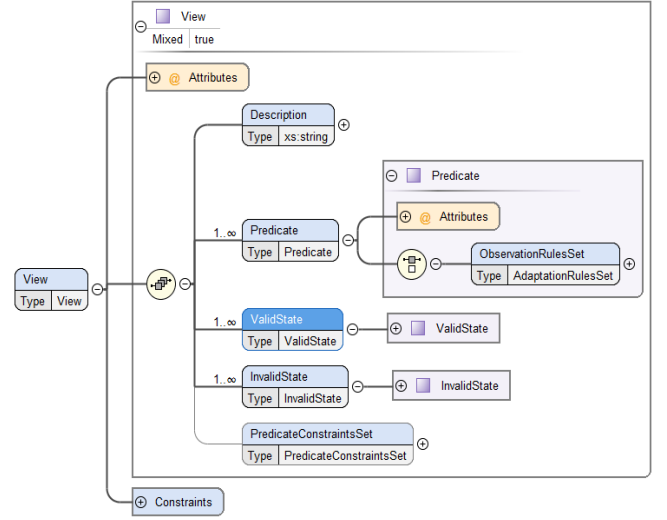 View
Mixed true
@ Attributes
Description
Type xs:string
Predicate
@ Attributes
1..∞ Predicate
Type Predicate
ObservationRulesSet
Type AdaptationRulesSet
View
Type View
1..∞ ValidState
Type ValidState
ValidState
1..∞ InvalidState
Type InvalidState
InvalidState
PredicateConstraintsSet
Type PredicateConstraintsSet
Constraints